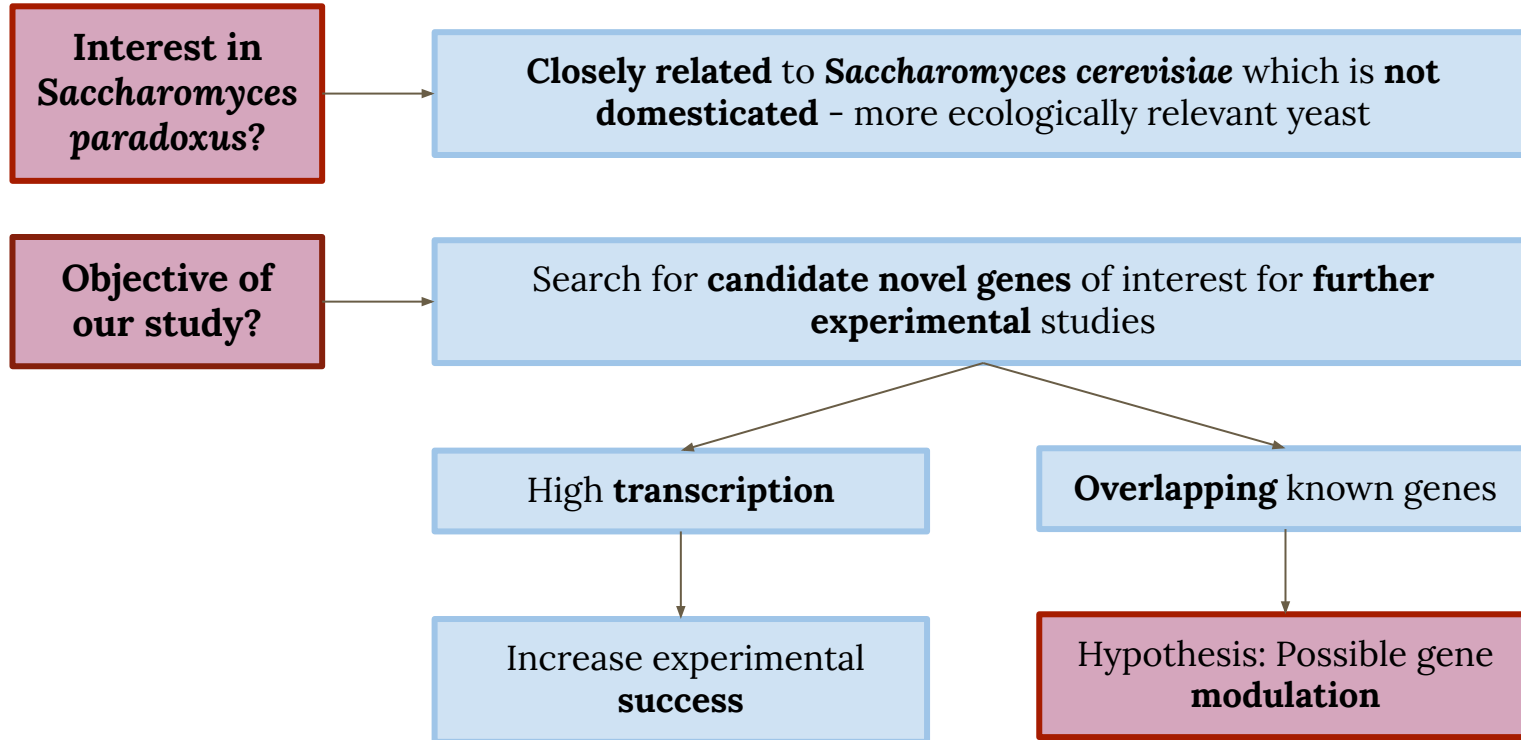 Interest in
Saccharomyces
paradoxus?
Closely related to Saccharomyces cerevisiae which is not
domesticated - more ecologically relevant yeast
Objective of
our study?
Search for candidate novel genes of interest for further
experimental studies
High transcription
Overlapping known genes
Increase experimental
success
Hypothesis: Possible gene
modulation